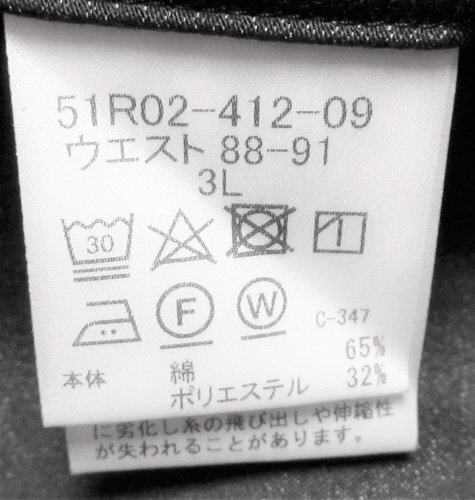 51R02-412-09
ウエスト 88-91
3L
30
F W
C-347
本体 綿 65%
ポリエステル 32%
に劣化し糸の飛び出しや伸縮性
が失われることがあります。